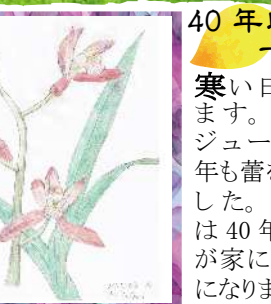 40 年
寒い日
ます。
ジュー
年も蕾を
した。
は 40 年
が家に
になりま